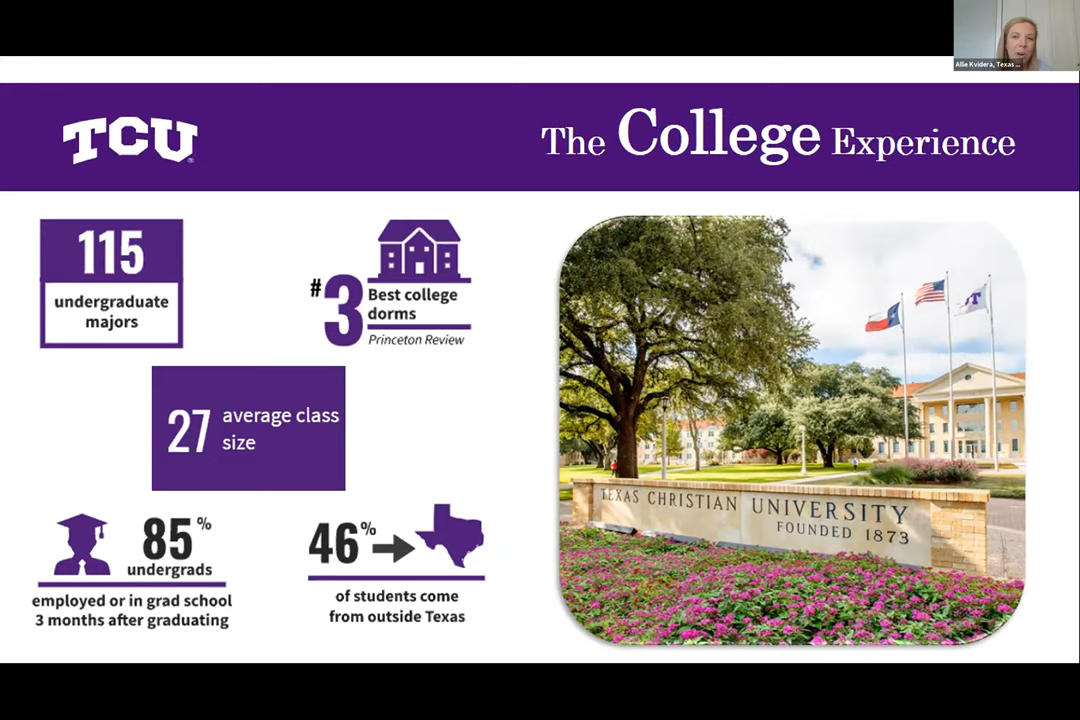 Allie Kvidera, Texas ...
TCU
The College Experience
115
undergraduate
majors
#3
Best college
dorms
Princeton Review
27
average class
size
85%
undergrads
employed or in grad school
3 months after graduating
46%
of students come
from outside Texas
TEXAS CHRISTIAN UNIVERSITY
FOUNDED 1873